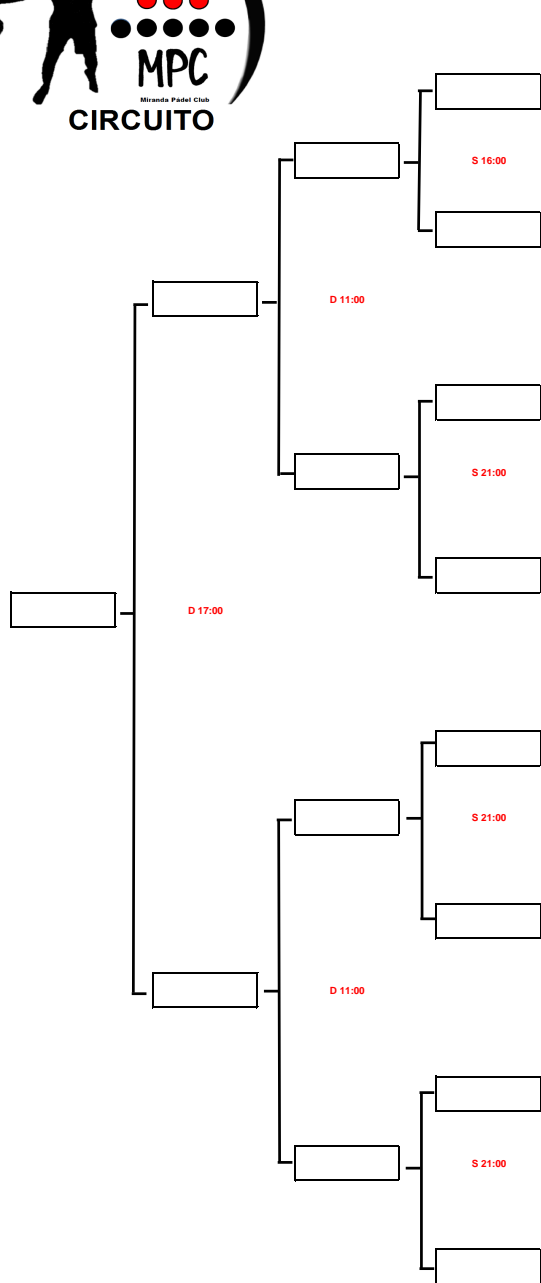 MPC
Miranda Pádel Club
CIRCUITO
S 16:00
D 11:00
S 21:00
D 17:00
S 21:00
D 11:00
S 21:00